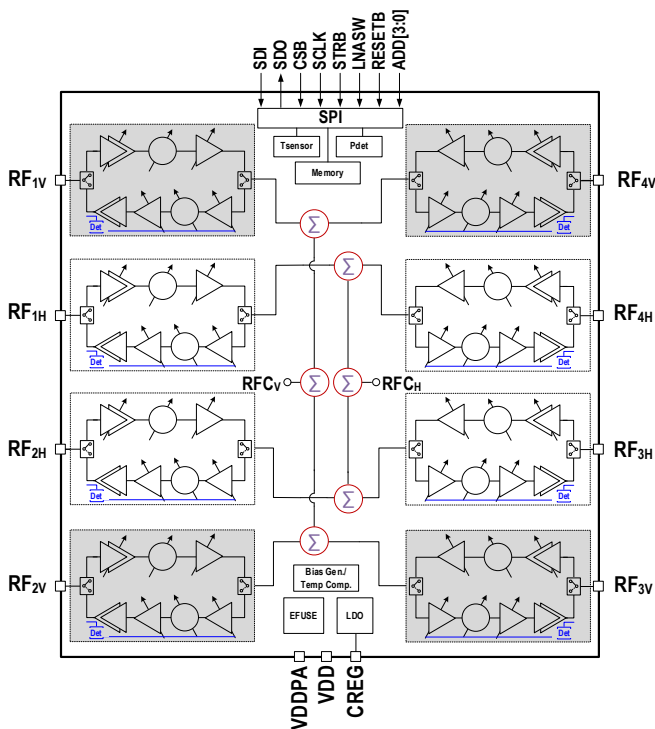 SDI
SDO
CSB
SCLK
STRB
LNASW
RESETB
ADD[3:0]
SPI
Tsensor
Pdet
Memory
RF1V
Det
RF4V
Det
Σ
RF1H
Det
Σ
RF4H
Det
RFCV
Σ
Σ
RFCH
RF2H
Det
RF3H
Det
Σ
RF2V
Det
Σ
RF3V
Det
Bias Gen./
Temp Comp.
EFUSE
LDO
VDDPA
VDD
CREG